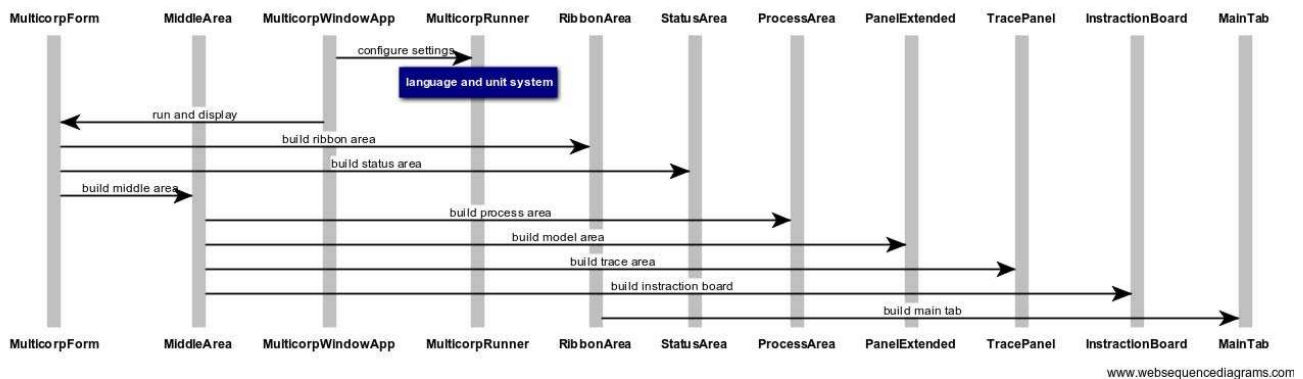 MulticorpForm MiddleArea MulticorpWindowApp MulticorpRunner RibbonArea StatusArea ProcessArea PanelExtended TracePanel InstractionBoard MainTab
configure settings
language and unit system
run and display
build ribbon area
build status area
build middle area
build process area
build model area
build trace area
build instraction board
build main tab
MulticorpForm MiddleArea MulticorpWindowApp MulticorpRunner RibbonArea StatusArea ProcessArea PanelExtended TracePanel InstractionBoard MainTab
www.websequencediagrams.com